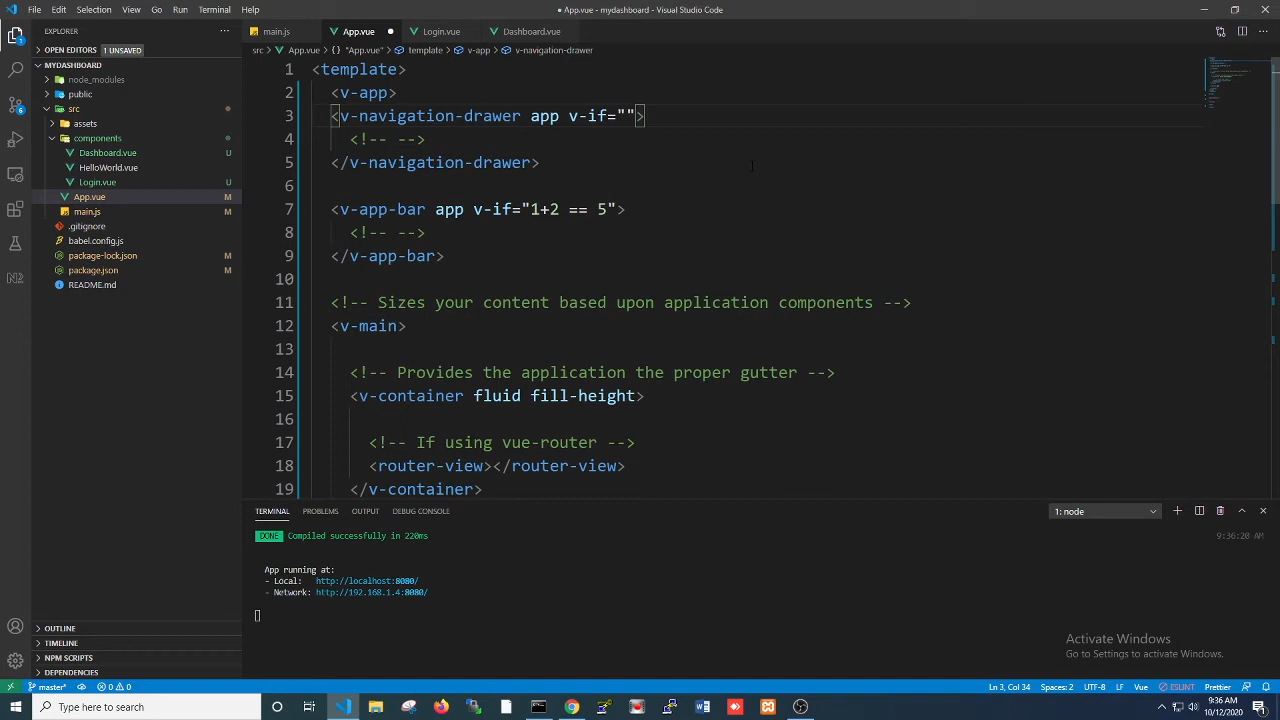 File Edit Selection View Go Run Terminal Help
● App.vue - mydashboard - Visual Studio Code
EXPLORER
main.js App.vue Login.vue Dashboard.vue
OPEN EDITORS 1 UNSAVED
src > App.vue > {} "App.vue" > template > v-app > v-navigation-drawer
MYDASHBOARD
node_modules
public
src
assets
components
Dashboard.vue U
HelloWorld.vue
Login.vue U
App.vue M
main.js M
.gitignore
babel.config.js
package-lock.json M
package.json M
README.md
OUTLINE
TIMELINE
NPM SCRIPTS
DEPENDENCIES
1 <template>
2 <v-app>
3 <v-navigation-drawer app v-if="">
4 <!-- -->
5 </v-navigation-drawer>
6
7 <v-app-bar app v-if="1+2 == 5">
8 <!-- -->
9 </v-app-bar>
10
11 <!-- Sizes your content based upon application components -->
12 <v-main>
13
14 <!-- Provides the application the proper gutter -->
15 <v-container fluid fill-height>
16
17 <!-- If using vue-router -->
18 <router-view></router-view>
19 </v-container>
TERMINAL PROBLEMS OUTPUT DEBUG CONSOLE 1: node
DONE Compiled successfully in 220ms 9:36:20 AM
App running at:
- Local: http://localhost:8080/
- Network: http://192.168.1.4:8080/
Activate Windows
Go to Settings to activate Windows.
master* 0 0 Ln 3, Col 34 Spaces: 2 UTF-8 LF Vue ESLINT Prettier
Type here to search
9:36 AM
10/12/2020